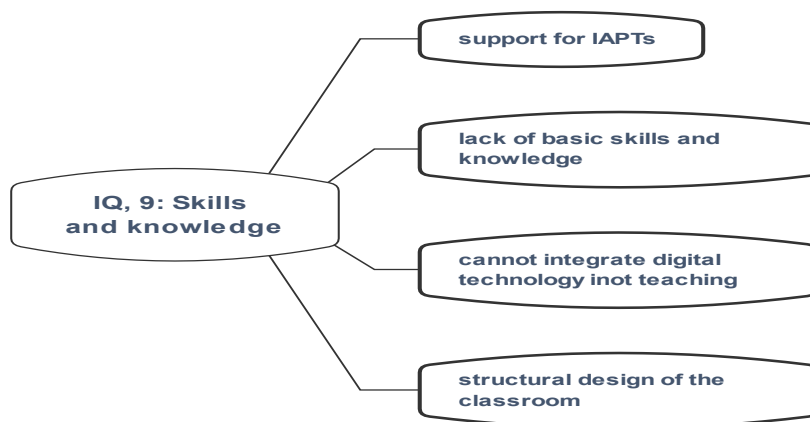 support for IAPTs
lack of basic skills and
knowledge
IQ, 9: Skills
and knowledge
cannot integrate digital
technology inot teaching
structural design of the
classroom